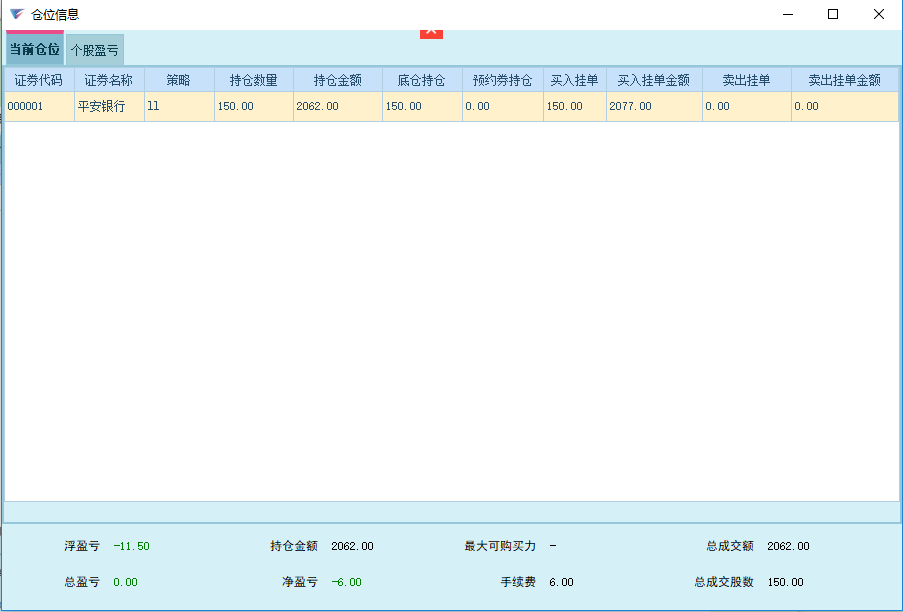 仓位信息
当前仓位 个股盈亏
证券代码 证券名称 策略 持仓数量 持仓金额 底仓持仓 预约券持仓 买入挂单 买入挂单金额 卖出挂单 卖出挂单金额
000001 平安银行 ll 150.00 2062.00 150.00 0.00 150.00 2077.00 0.00 0.00
浮盈亏 -11.50 持仓金额 2062.00 最大可购买力 - 总成交额 2062.00
总盈亏 0.00 净盈亏 -6.00 手续费 6.00 总成交股数 150.00